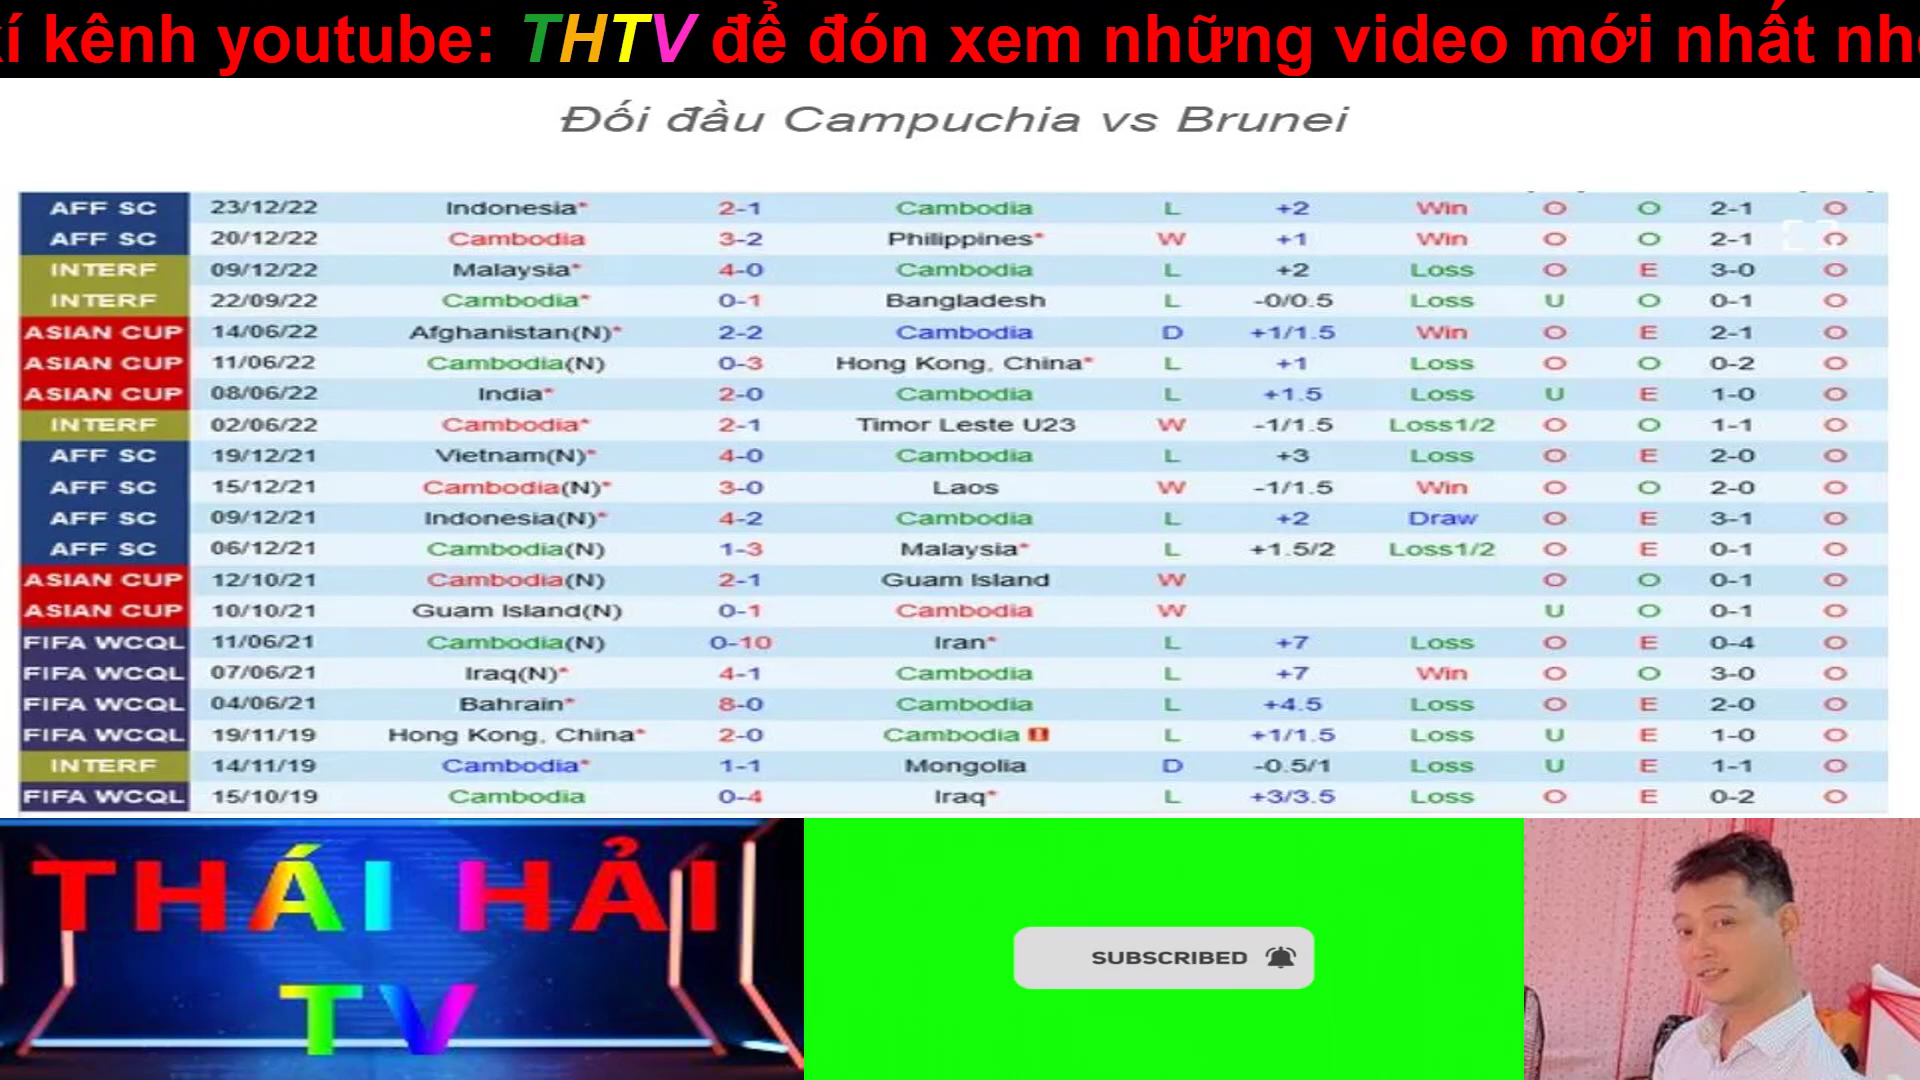 kí kênh youtube: THTV để đón xem những video mới nhất nh
Đối đầu Campuchia vs Brunei
AFF SC 23/12/22 Indonesia* 2-1 Cambodia L +2 Win O O 2-1 O
AFF SC 20/12/22 Cambodia 3-2 Philippines* W +1 Win O O 2-1 O
INTERF 09/12/22 Malaysia* 4-0 Cambodia L +2 Loss O E 3-0 O
INTERF 22/09/22 Cambodia* 0-1 Bangladesh L -0/0.5 Loss U O 0-1 O
ASIAN CUP 14/06/22 Afghanistan(N)* 2-2 Cambodia D +1/1.5 Win O E 2-1 O
ASIAN CUP 11/06/22 Cambodia(N) 0-3 Hong Kong, China* L +1 Loss O O 0-2 O
ASIAN CUP 08/06/22 India* 2-0 Cambodia L +1.5 Loss U E 1-0 O
INTERF 02/06/22 Cambodia* 2-1 Timor Leste U23 W -1/1.5 Loss1/2 O O 1-1 O
AFF SC 19/12/21 Vietnam(N)* 4-0 Cambodia L +3 Loss O E 2-0 O
AFF SC 15/12/21 Cambodia(N)* 3-0 Laos W -1/1.5 Win O O 2-0 O
AFF SC 09/12/21 Indonesia(N)* 4-2 Cambodia L +2 Draw O E 3-1 O
AFF SC 06/12/21 Cambodia(N) 1-3 Malaysia* L +1.5/2 Loss1/2 O E 0-1 O
ASIAN CUP 12/10/21 Cambodia(N) 2-1 Guam Island W O O 0-1 O
ASIAN CUP 10/10/21 Guam Island(N) 0-1 Cambodia W U O 0-1 O
FIFA WCQL 11/06/21 Cambodia(N) 0-10 Iran* L +7 Loss O E 0-4 O
FIFA WCQL 07/06/21 Iraq(N)* 4-1 Cambodia L +7 Win O O 3-0 O
FIFA WCQL 04/06/21 Bahrain* 8-0 Cambodia L +4.5 Loss O E 2-0 O
FIFA WCQL 19/11/19 Hong Kong, China* 2-0 Cambodia L +1/1.5 Loss U E 1-0 O
INTERF 14/11/19 Cambodia* 1-1 Mongolia D -0.5/1 Loss U E 1-1 O
FIFA WCQL 15/10/19 Cambodia 0-4 Iraq* L +3/3.5 Loss O E 0-2 O
THÁI HẢI
TV
SUBSCRIBED